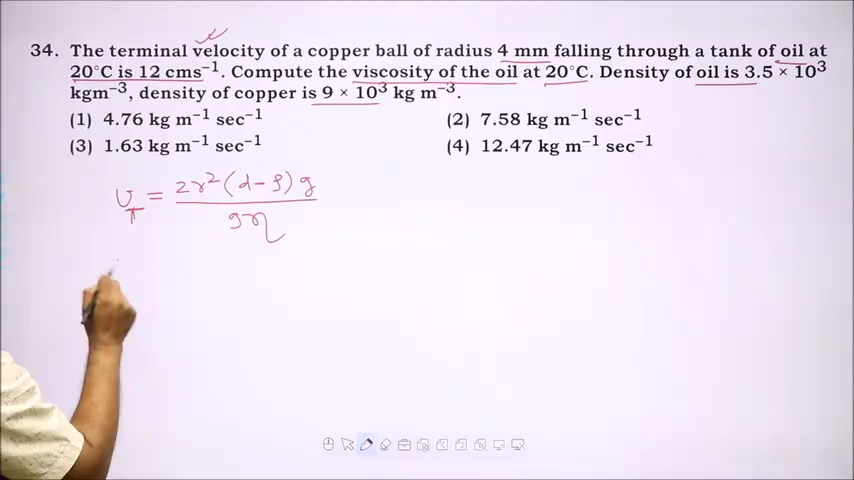 34. The terminal velocity of a copper ball of radius 4 mm falling through a tank of oil at
20°C is 12 cms⁻¹. Compute the viscosity of the oil at 20°C. Density of oil is 3.5 × 10³
kgm⁻³, density of copper is 9 × 10³ kg m⁻³.
(1) 4.76 kg m⁻¹ sec⁻¹ (2) 7.58 kg m⁻¹ sec⁻¹
(3) 1.63 kg m⁻¹ sec⁻¹ (4) 12.47 kg m⁻¹ sec⁻¹
v_T = 2r²(d-ρ)g / 9η